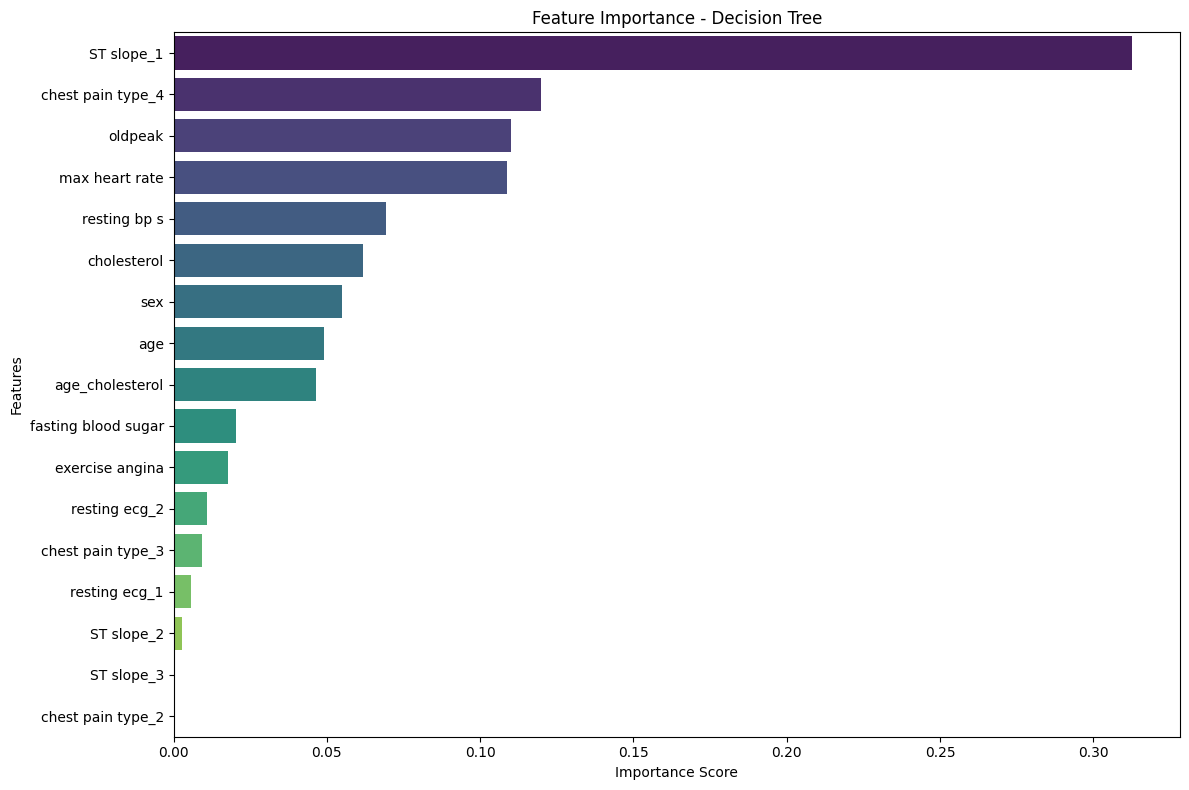 Feature Importance - Decision Tree
ST slope_1
chest pain type_4
oldpeak
max heart rate
resting bp s
cholesterol
sex
age
age_cholesterol
fasting blood sugar
exercise angina
resting ecg_2
chest pain type_3
resting ecg_1
ST slope_2
ST slope_3
chest pain type_2
Features
0.00 0.05 0.10 0.15 0.20 0.25 0.30
Importance Score